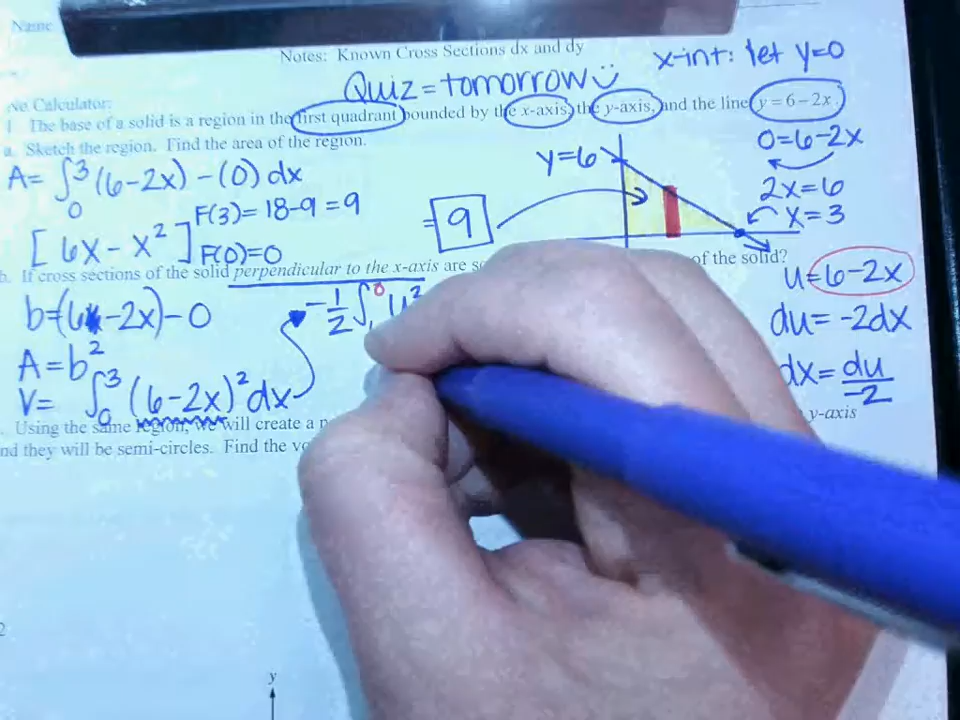 Name
Notes: Known Cross Sections dx and dy
x-int: let y=0
Quiz = tomorrow
No Calculator:
1. The base of a solid is a region in the first quadrant bounded by the x-axis, the y-axis, and the line y = 6 – 2x.
a. Sketch the region. Find the area of the region.
0=6-2x
A= ∫₀³ (6-2x) - (0) dx
y=6
2x=6
x=3
[6x - x²] F(3)= 18-9 = 9
F(0)=0
= 9
b. If cross sections of the solid perpendicular to the x-axis are of the solid?
u=6-2x
b=(6-2x)-0
-1/2 ∫ u²
du= -2dx
A=b²
dx= du/-2
V= ∫₀³ (6-2x)² dx
Using the same region, we will create a y-axis
and they will be semi-circles. Find the
2
y